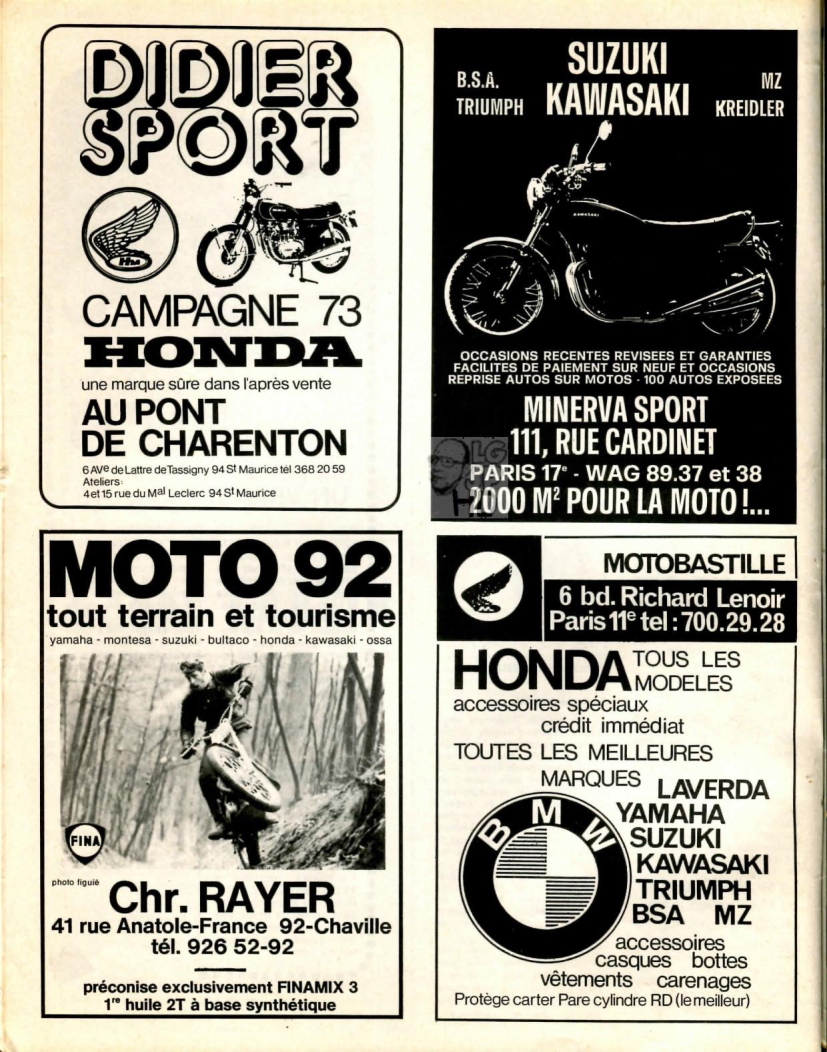 DIDIER
SPORT
CAMPAGNE 73
HONDA
une marque sûre dans l'après vente
AU PONT
DE CHARENTON
6 AVe de Lattre de Tassigny 94 St Maurice tél 368 20 59
Ateliers:
4 et 15 rue du Mal Leclerc 94 St Maurice
B.S.A.
TRIUMPH
SUZUKI
KAWASAKI
MZ
KREIDLER
KAWASAKI
OCCASIONS RECENTES REVISEES ET GARANTIES
FACILITES DE PAIEMENT SUR NEUF ET OCCASIONS
REPRISE AUTOS SUR MOTOS - 100 AUTOS EXPOSEES
MINERVA SPORT
111, RUE CARDINET
PARIS 17e - WAG 89.37 et 38
2000 M2 POUR LA MOTO !...
MOTO 92
tout terrain et tourisme
yamaha - montesa - suzuki - bultaco - honda - kawasaki - ossa
FINA
photo figuié
Chr. RAYER
41 rue Anatole-France 92-Chaville
tél. 926 52-92
préconise exclusivement FINAMIX 3
1re huile 2T à base synthétique
MOTOBASTILLE
6 bd. Richard Lenoir
Paris 11e tel : 700.29.28
HONDA TOUS LES
MODELES
accessoires spéciaux
crédit immédiat
TOUTES LES MEILLEURES
MARQUES
BMW
LAVERDA
YAMAHA
SUZUKI
KAWASAKI
TRIUMPH
BSA MZ
accessoires
casques bottes
vêtements carenages
Protège carter Pare cylindre RD (le meilleur)